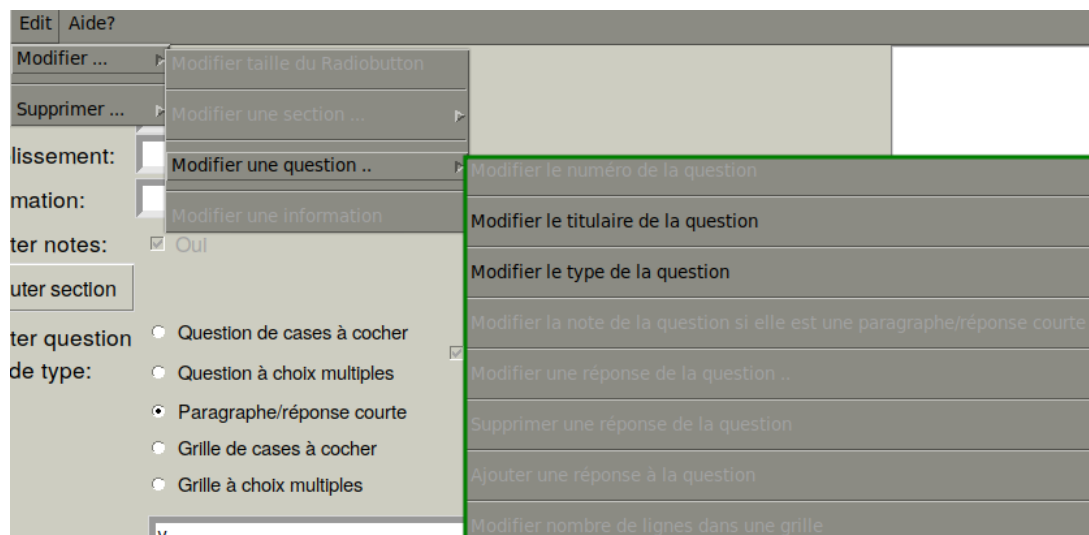 Edit Aide?
Modifier ...
Supprimer ...
Modifier taille du Radiobutton
Modifier une section ...
Modifier une question ..
Modifier une information
Modifier le numéro de la question
Modifier le titulaire de la question
Modifier le type de la question
Modifier la note de la question si elle est une paragraphe/réponse courte
Modifier une réponse de la question ..
Supprimer une réponse de la question
Ajouter une réponse à la question
Modifier nombre de lignes dans une grille
lissement:
mation:
ter notes:
Oui
uter section
ter question
de type:
Question de cases à cocher
Question à choix multiples
Paragraphe/réponse courte
Grille de cases à cocher
Grille à choix multiples